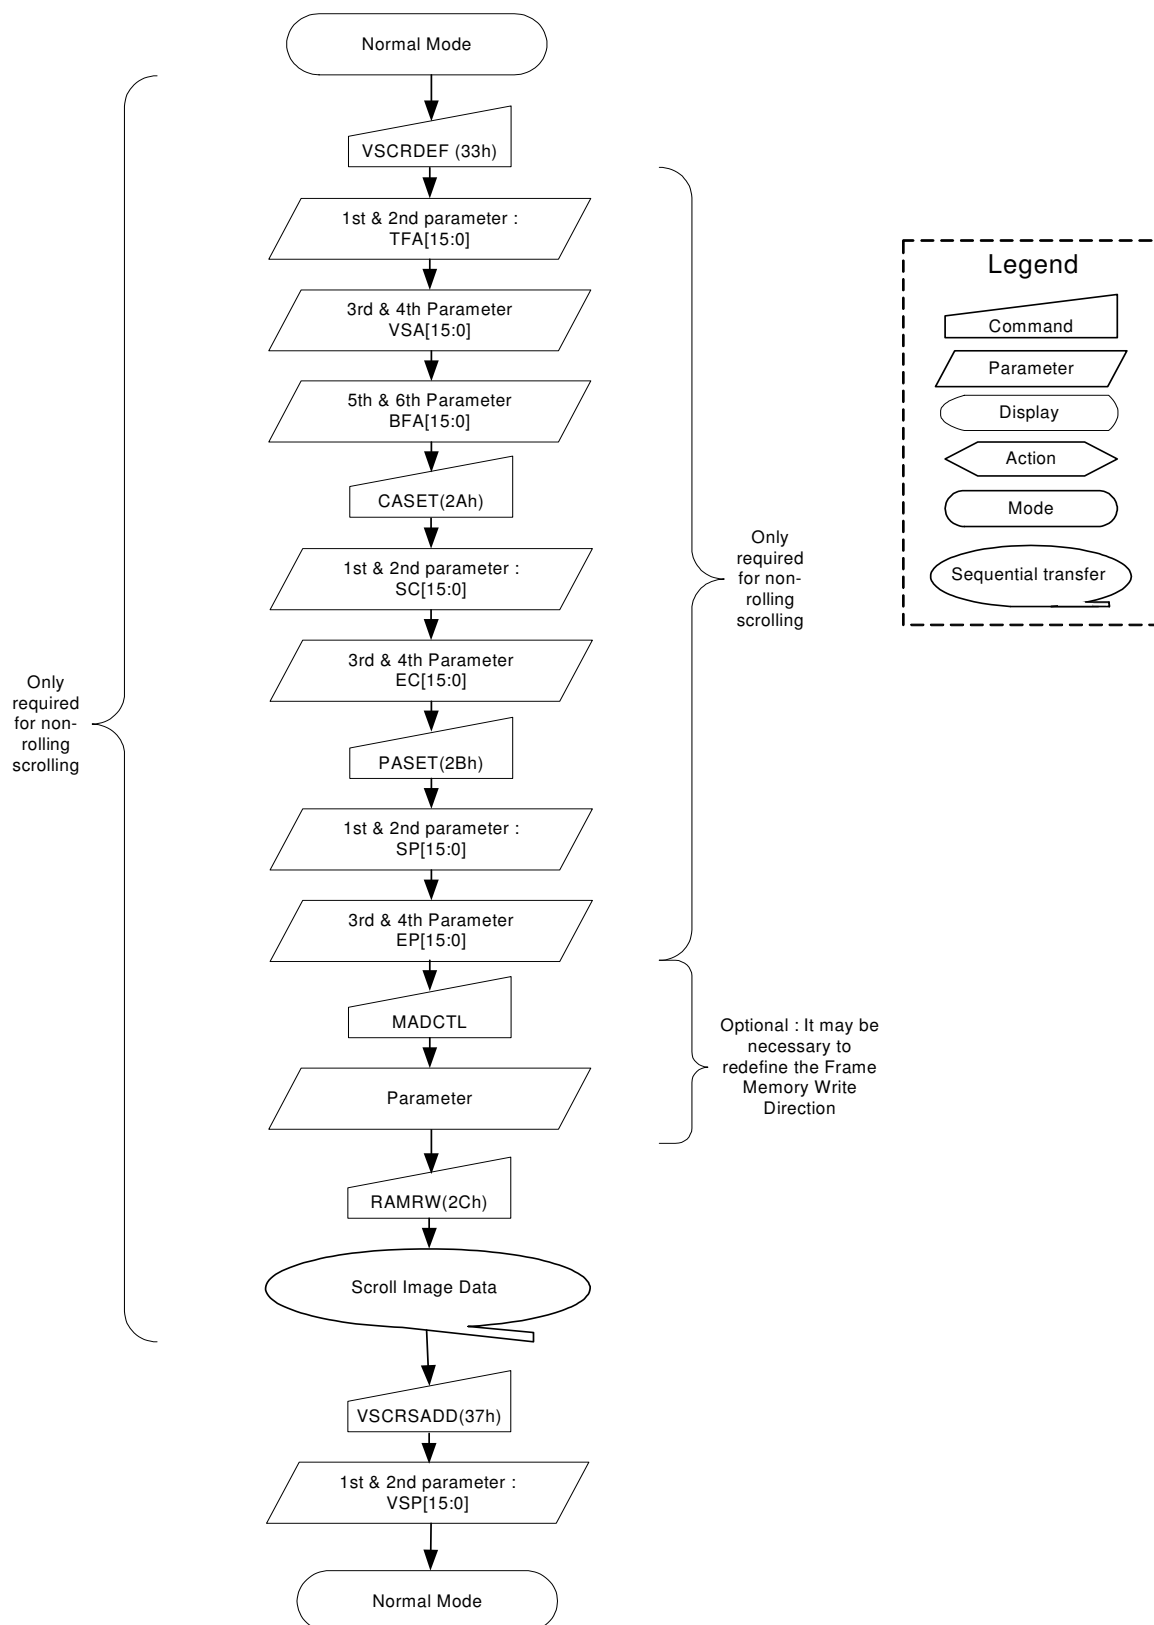 Normal Mode
VSCRDEF (33h)
1st & 2nd parameter :
TFA[15:0]
3rd & 4th Parameter
VSA[15:0]
5th & 6th Parameter
BFA[15:0]
CASET(2Ah)
1st & 2nd parameter :
SC[15:0]
3rd & 4th Parameter
EC[15:0]
PASET(2Bh)
1st & 2nd parameter :
SP[15:0]
3rd & 4th Parameter
EP[15:0]
MADCTL
Parameter
RAMRW(2Ch)
Scroll Image Data
VSCRSADD(37h)
1st & 2nd parameter :
VSP[15:0]
Normal Mode
Only
required
for non-
rolling
scrolling
Only
required
for non-
rolling
scrolling
Optional : It may be
necessary to
redefine the Frame
Memory Write
Direction
Legend
Command
Parameter
Display
Action
Mode
Sequential transfer